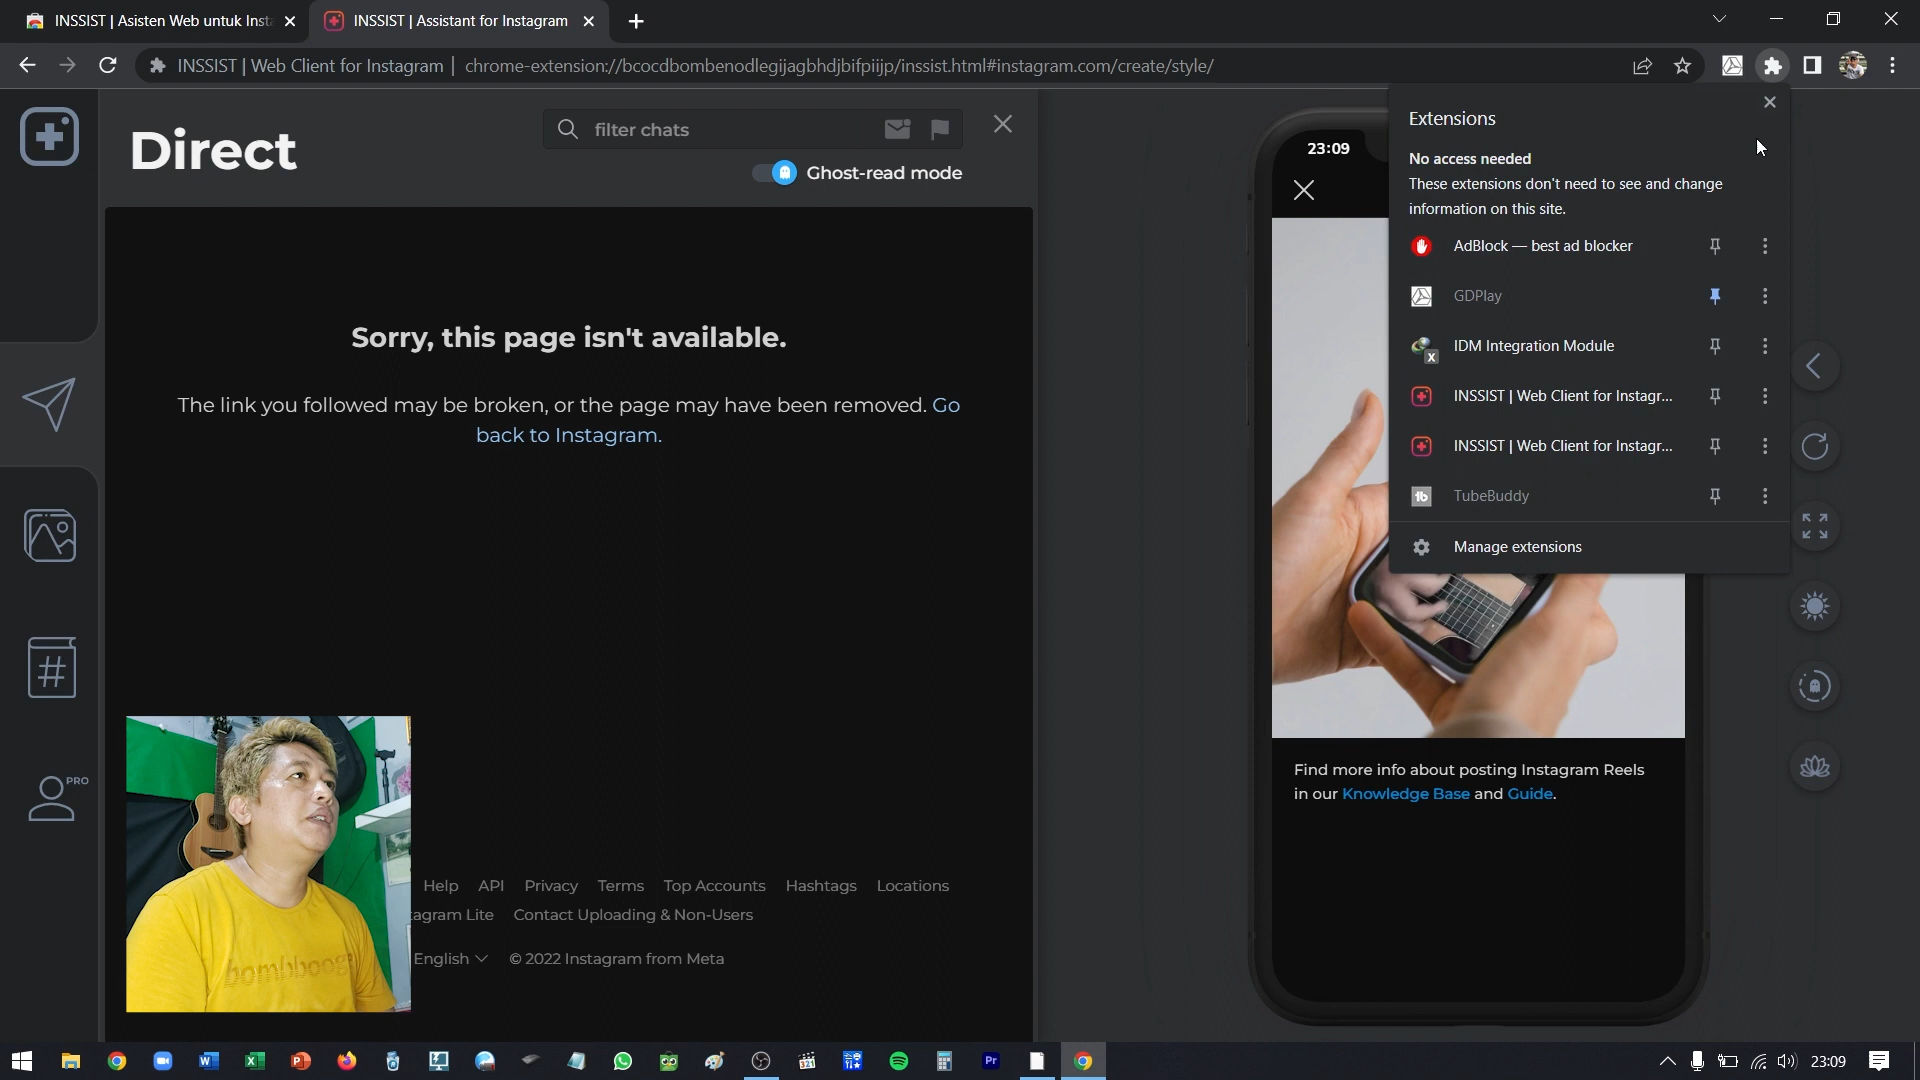 INSSIST | Asisten Web untuk Inst
INSSIST | Assistant for Instagram
INSSIST | Web Client for Instagram
chrome-extension://bcocdbombenodlegijagbhdjbifpiijp/inssist.html#instagram.com/create/style/
Direct
filter chats
Ghost-read mode
Sorry, this page isn't available.
The link you followed may be broken, or the page may have been removed. Go
back to Instagram.
PRO
bombboogie
Help API Privacy Terms Top Accounts Hashtags Locations
tagram Lite Contact Uploading & Non-Users
English © 2022 Instagram from Meta
23:09
Extensions
No access needed
These extensions don't need to see and change
information on this site.
AdBlock — best ad blocker
GDPlay
IDM Integration Module
INSSIST | Web Client for Instagr...
INSSIST | Web Client for Instagr...
TubeBuddy
Manage extensions
Find more info about posting Instagram Reels
in our Knowledge Base and Guide.
321
Pr
23:09